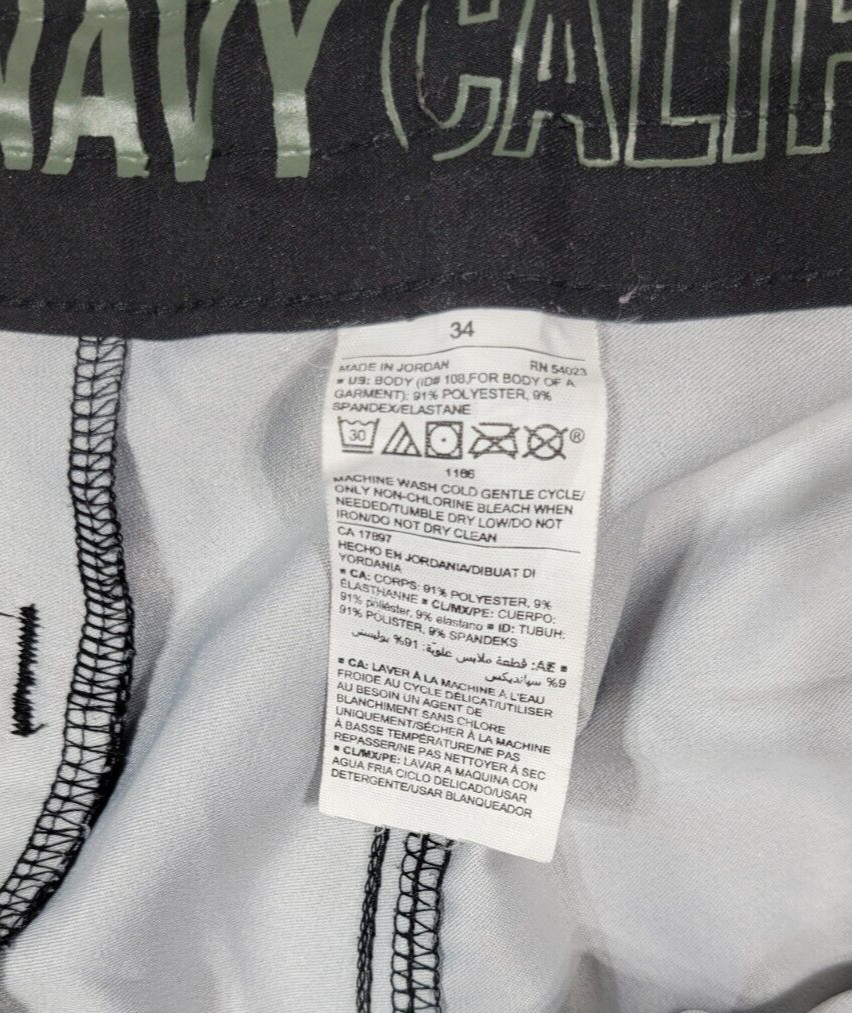 NAVY CALIF
34
MADE IN JORDAN RN 54023
▪ US: BODY (ID# 108,FOR BODY OF A
GARMENT): 91% POLYESTER, 9%
SPANDEX/ELASTANE
30 ®
1166
MACHINE WASH COLD GENTLE CYCLE/
ONLY NON-CHLORINE BLEACH WHEN
NEEDED/TUMBLE DRY LOW/DO NOT
IRON/DO NOT DRY CLEAN
CA 17897
HECHO EN JORDANIA/DIBUAT DI
YORDANIA
▪ CA: CORPS: 91% POLYESTER, 9%
ÉLASTHANNE ▪ CL/MX/PE: CUERPO:
91% poliéster, 9% elastano ▪ ID: TUBUH:
91% POLISTER, 9% SPANDEKS
▪ AE: قطعة ملابس علوية: 91% بوليستر
9% سباندیکس
▪ CA: LAVER À LA MACHINE À L'EAU
FROIDE AU CYCLE DÉLICAT/UTILISER
AU BESOIN UN AGENT DE
BLANCHIMENT SANS CHLORE
UNIQUEMENT/SÉCHER À LA MACHINE
À BASSE TEMPÉRATURE/NE PAS
REPASSER/NE PAS NETTOYER À SEC
▪ CL/MX/PE: LAVAR A MAQUINA CON
AGUA FRIA CICLO DELICADO/USAR
DETERGENTE/USAR BLANQUEADOR